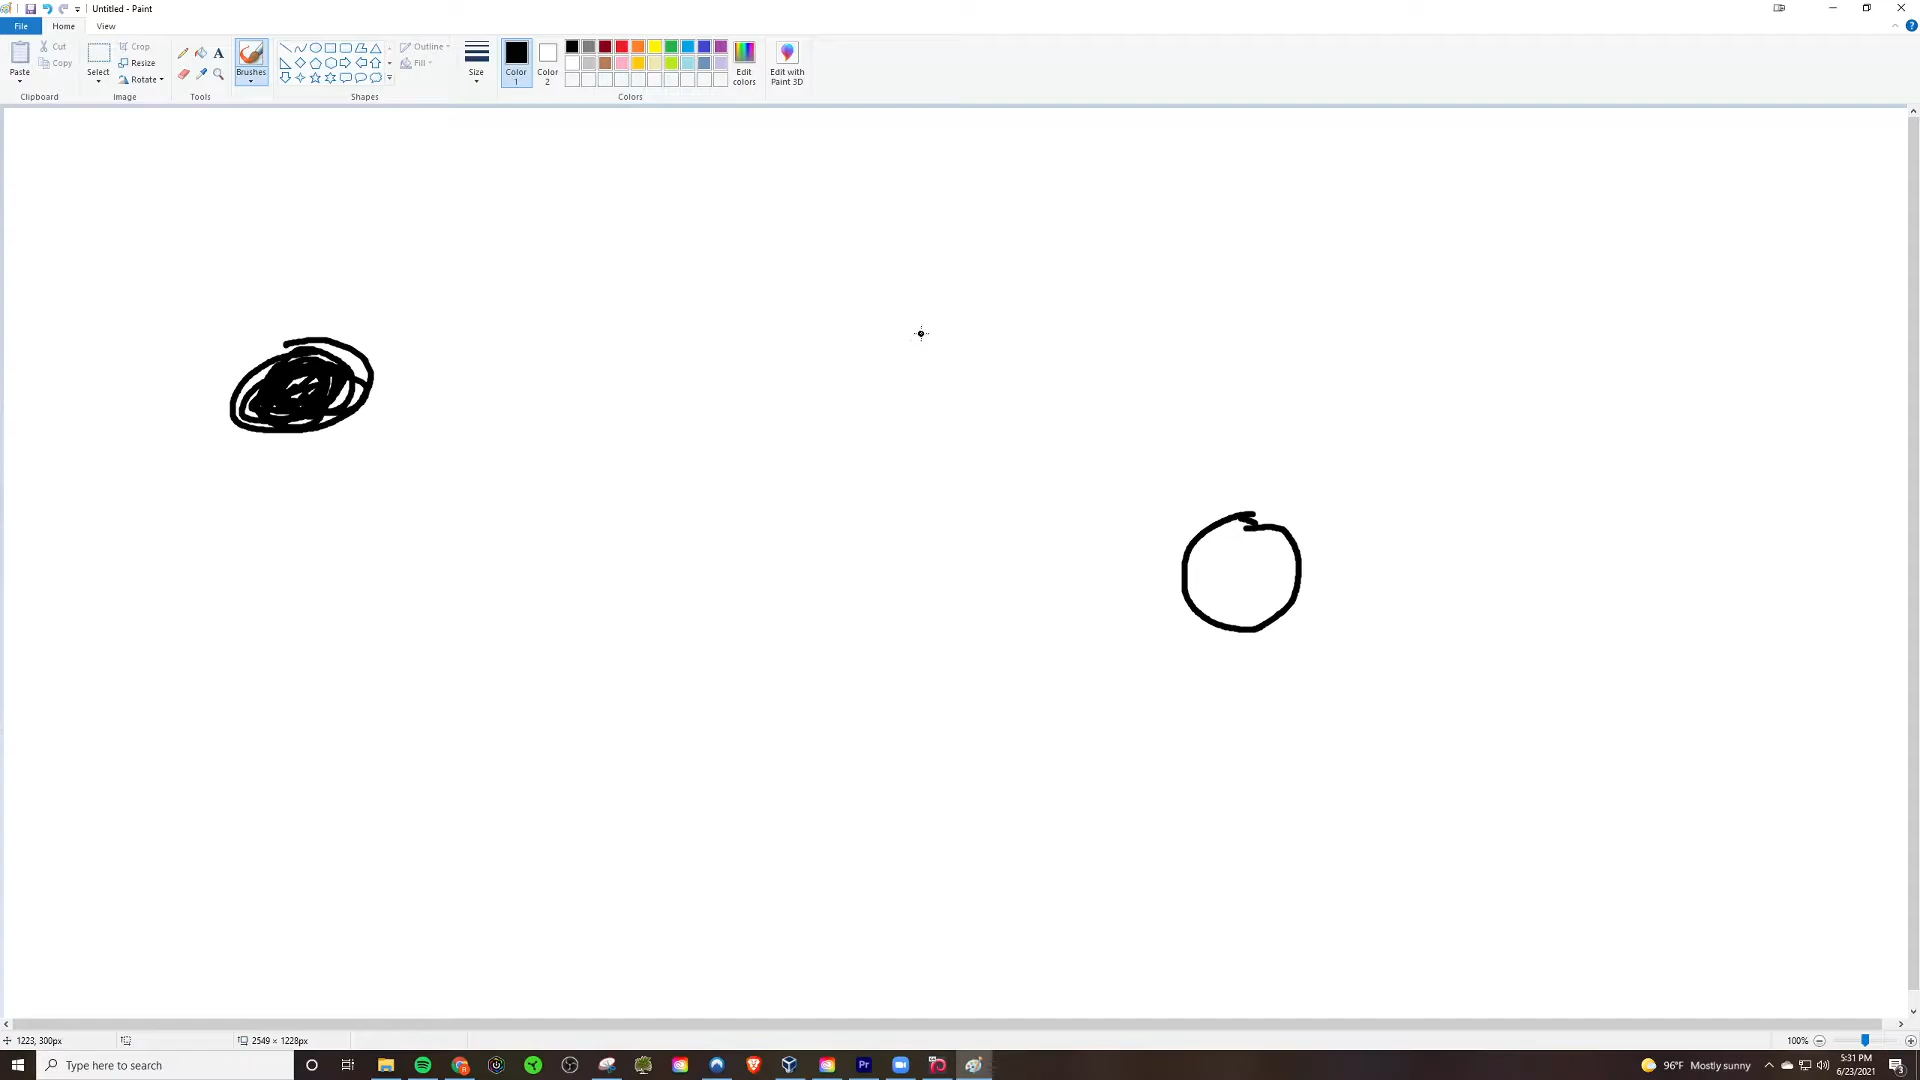 Untitled - Paint
File Home View
Paste
Cut
Copy
Clipboard
Select
Crop
Resize
Rotate
Image
A
Tools
Brushes
Outline
Fill
Shapes
Size
Color 1
Color 2
Edit colors
Edit with Paint 3D
Colors
1223, 300px
2549 × 1228px
100%
Type here to search
Pr
96°F Mostly sunny
5:31 PM
6/23/2021
3